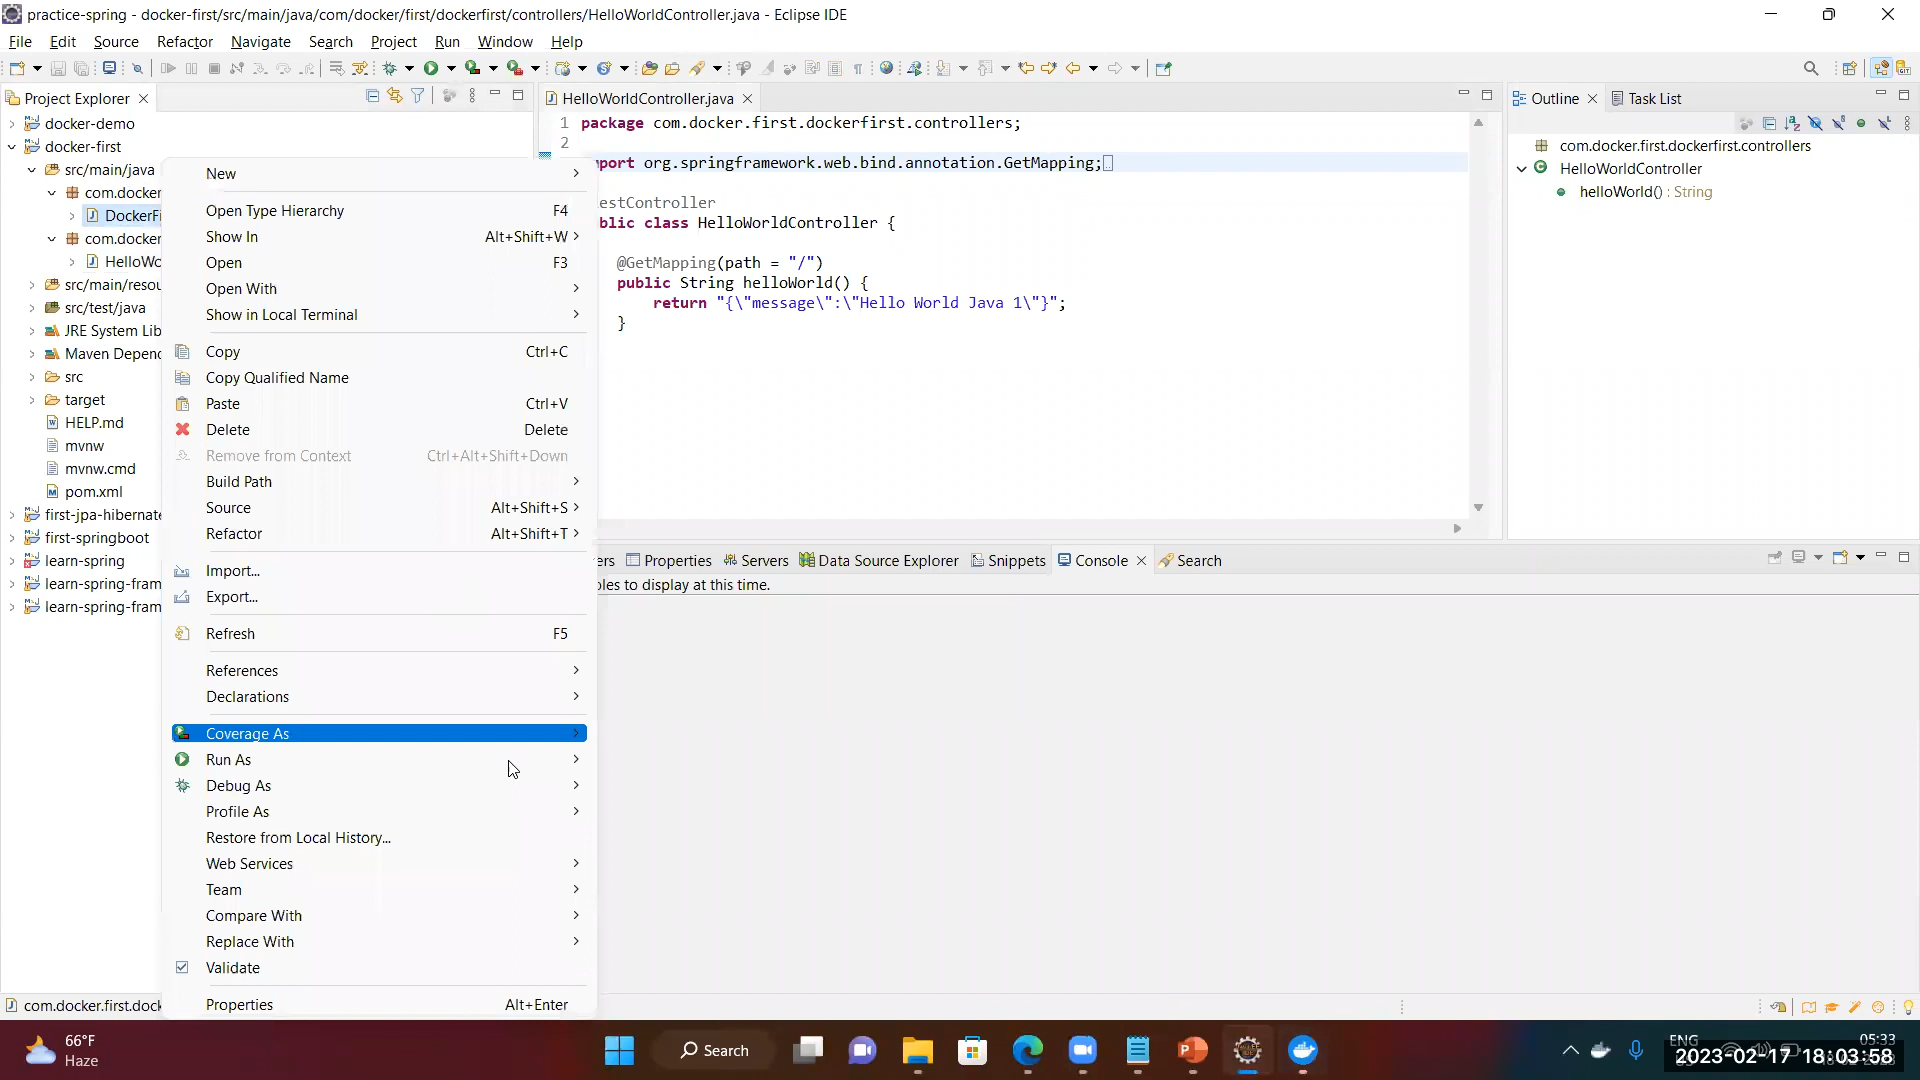 practice-spring - docker-first/src/main/java/com/docker/first/dockerfirst/controllers/HelloWorldController.java - Eclipse IDE
File Edit Source Refactor Navigate Search Project Run Window Help
Project Explorer
docker-demo
docker-first
src/main/java
com.docker
DockerFi
com.docker
HelloWo
src/main/resou
src/test/java
JRE System Lib
Maven Depend
src
target
HELP.md
mvnw
mvnw.cmd
pom.xml
first-jpa-hibernate
first-springboot
learn-spring
learn-spring-fram
learn-spring-fram
New
Open Type Hierarchy F4
Show In Alt+Shift+W
Open F3
Open With
Show in Local Terminal
Copy Ctrl+C
Copy Qualified Name
Paste Ctrl+V
Delete Delete
Remove from Context Ctrl+Alt+Shift+Down
Build Path
Source Alt+Shift+S
Refactor Alt+Shift+T
Import...
Export...
Refresh F5
References
Declarations
Coverage As
Run As
Debug As
Profile As
Restore from Local History...
Web Services
Team
Compare With
Replace With
Validate
Properties Alt+Enter
HelloWorldController.java
1 package com.docker.first.dockerfirst.controllers;
2
port org.springframework.web.bind.annotation.GetMapping;
estController
blic class HelloWorldController {
@GetMapping(path = "/")
public String helloWorld() {
return "{\"message\":\"Hello World Java 1\"}";
}
Outline Task List
com.docker.first.dockerfirst.controllers
HelloWorldController
helloWorld() : String
ers Properties Servers Data Source Explorer Snippets Console Search
oles to display at this time.
com.docker.first.dock
66°F
Haze
Search
ENG
05:33
2023-02-17 18:03:58